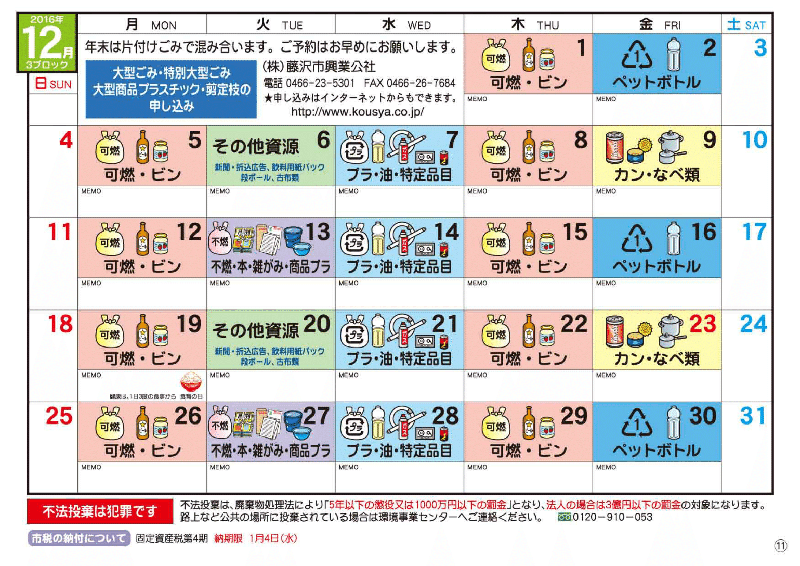 2016年
12月
3ブロック
日 SUN
月 MON
火 TUE
水 WED
木 THU
金 FRI
土 SAT
年末は片付けごみで混み合います。ご予約はお早めにお願いします。
大型ごみ・特別大型ごみ
大型商品プラスチック・剪定枝の
申し込み
(株)藤沢市興業公社
電話 0466-23-5301 FAX 0466-26-7684
★申し込みはインターネットからもできます。
http://www.kousya.co.jp/
1
可燃
可燃・ビン
MEMO
2
1
ペットボトル
MEMO
3
4
5
可燃
可燃・ビン
MEMO
6
その他資源
新聞・折込広告、飲料用紙パック
段ボール、古布類
MEMO
7
プラ
プラ・油・特定品目
MEMO
8
可燃
可燃・ビン
MEMO
9
カン・なべ類
MEMO
10
11
12
可燃
可燃・ビン
MEMO
13
不燃
不燃・本・雑がみ・商品プラ
MEMO
14
プラ
プラ・油・特定品目
MEMO
15
可燃
可燃・ビン
MEMO
16
1
ペットボトル
MEMO
17
18
19
可燃
可燃・ビン
MEMO
健康は、1日3回の食事から 食育の日
20
その他資源
新聞・折込広告、飲料用紙パック
段ボール、古布類
MEMO
21
プラ
プラ・油・特定品目
MEMO
22
可燃
可燃・ビン
MEMO
23
カン・なべ類
MEMO
24
25
26
可燃
可燃・ビン
MEMO
27
不燃
不燃・本・雑がみ・商品プラ
MEMO
28
プラ
プラ・油・特定品目
MEMO
29
可燃
可燃・ビン
MEMO
30
1
ペットボトル
MEMO
31
不法投棄は犯罪です
不法投棄は、廃棄物処理法により「5年以下の懲役又は1000万円以下の罰金」となり、法人の場合は3億円以下の罰金の対象になります。
路上など公共の場所に投棄されている場合は環境事業センターへご連絡ください。 0120-910-053
市税の納付について 固定資産税第4期 納期限 1月4日(水)
⑪